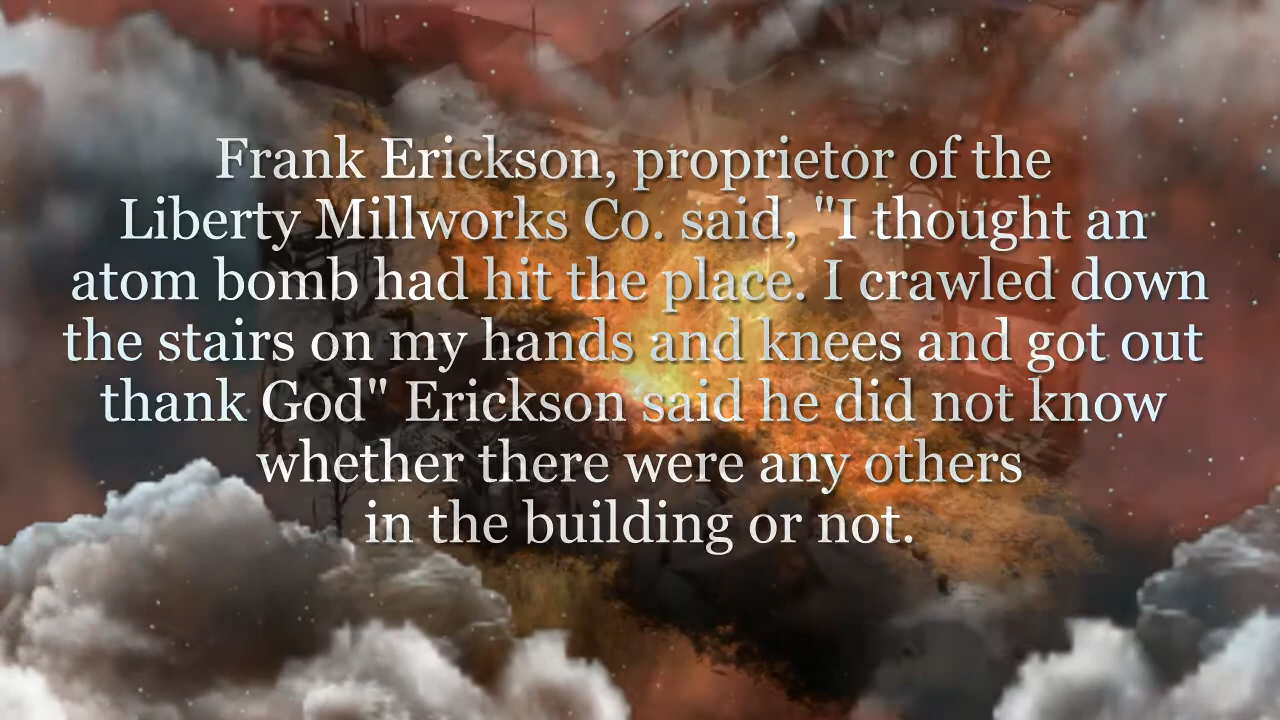 Frank Erickson, proprietor of the
Liberty Millworks Co. said, "I thought an
atom bomb had hit the place. I crawled down
the stairs on my hands and knees and got out
thank God" Erickson said he did not know
whether there were any others
in the building or not.